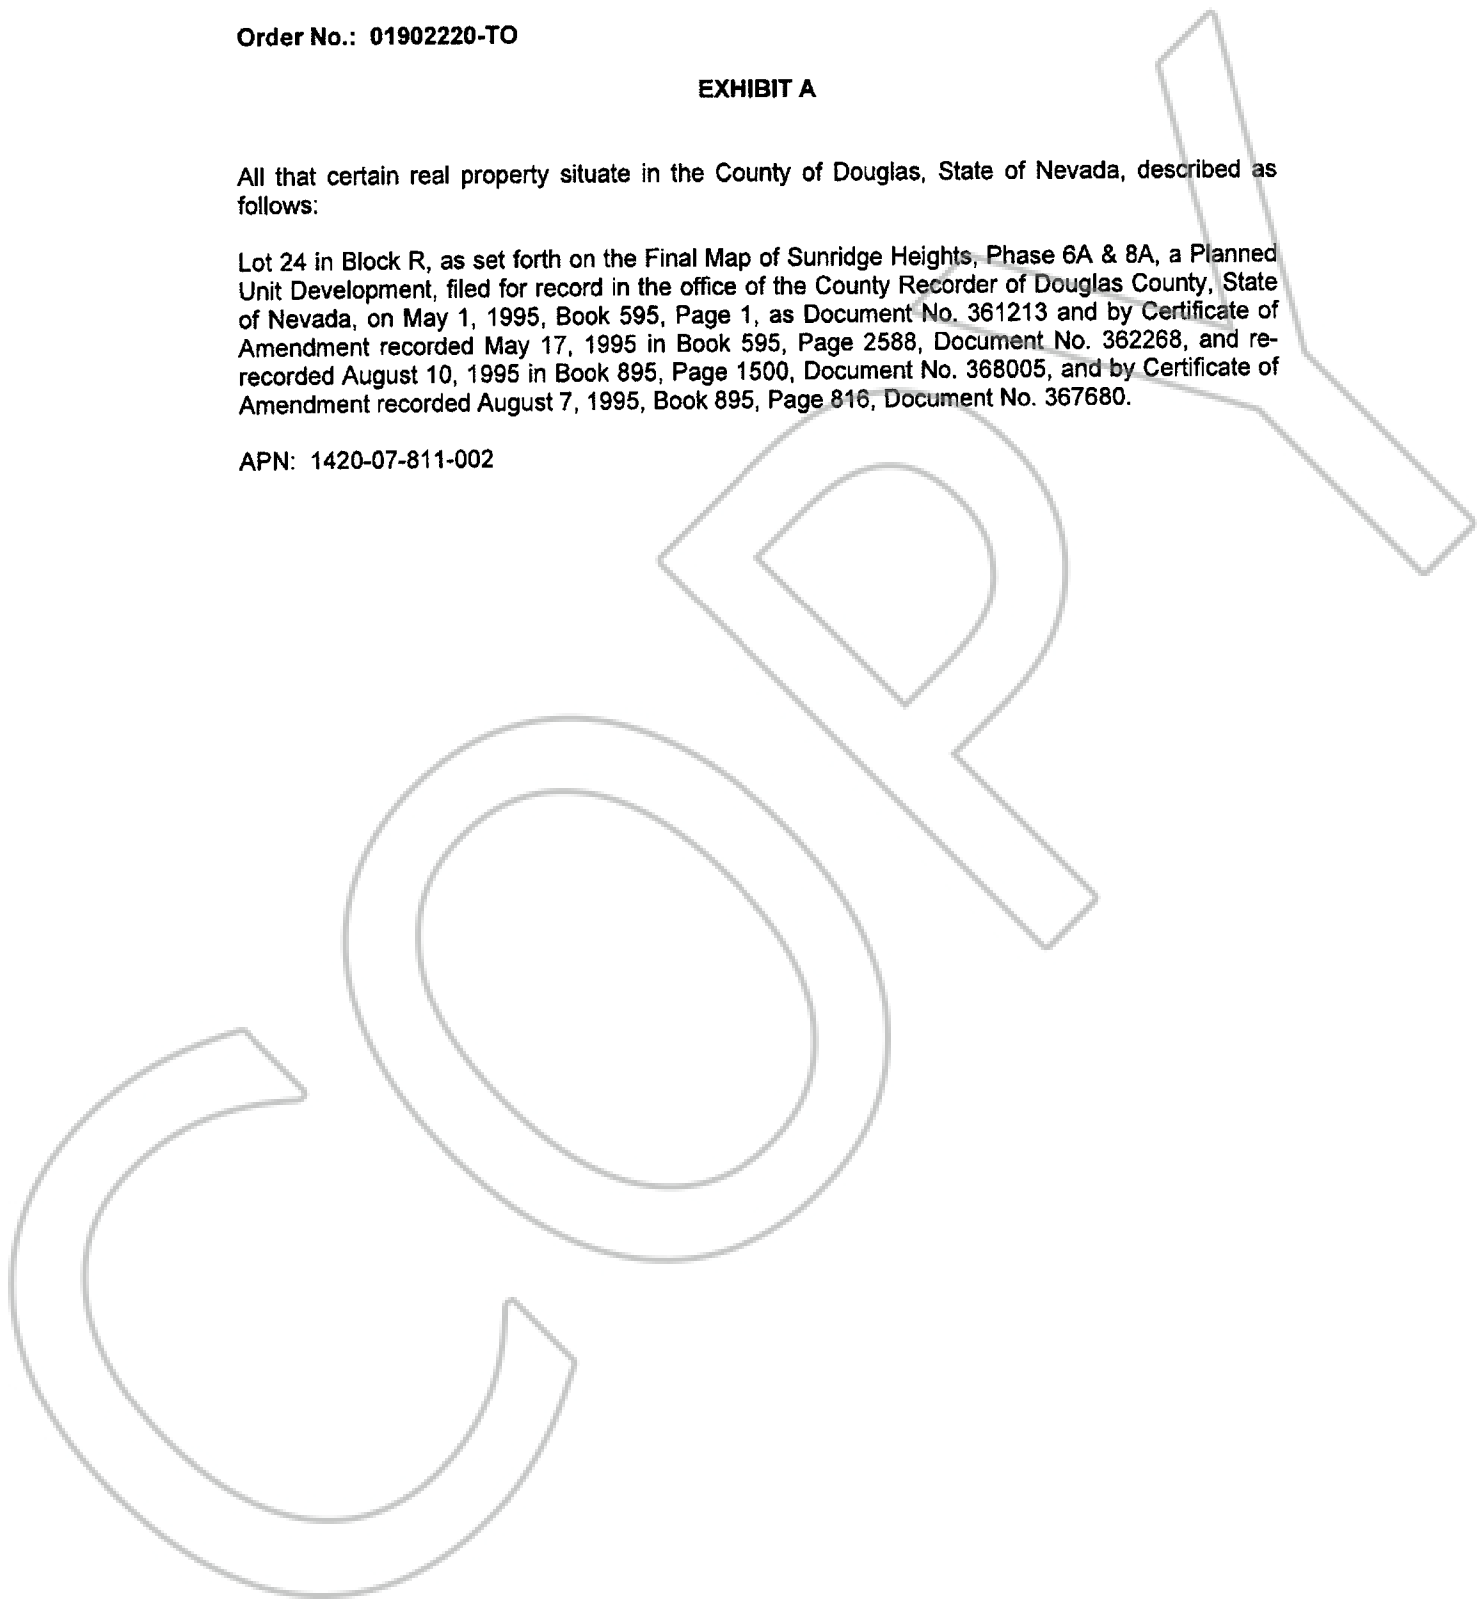 Order No.: 01902220-TO
EXHIBIT A
All that certain real property situate in the County of Douglas, State of Nevada, described as
follows:
Lot 24 in Block R, as set forth on the Final Map of Sunridge Heights, Phase 6A & 8A, a Planned
Unit Development, filed for record in the office of the County Recorder of Douglas County, State
of Nevada, on May 1, 1995, Book 595, Page 1, as Document No. 361213 and by Certificate of
Amendment recorded May 17, 1995 in Book 595, Page 2588, Document No. 362268, and re-
recorded August 10, 1995 in Book 895, Page 1500, Document No. 368005, and by Certificate of
Amendment recorded August 7, 1995, Book 895, Page 816, Document No. 367680.
APN: 1420-07-811-002
COPY